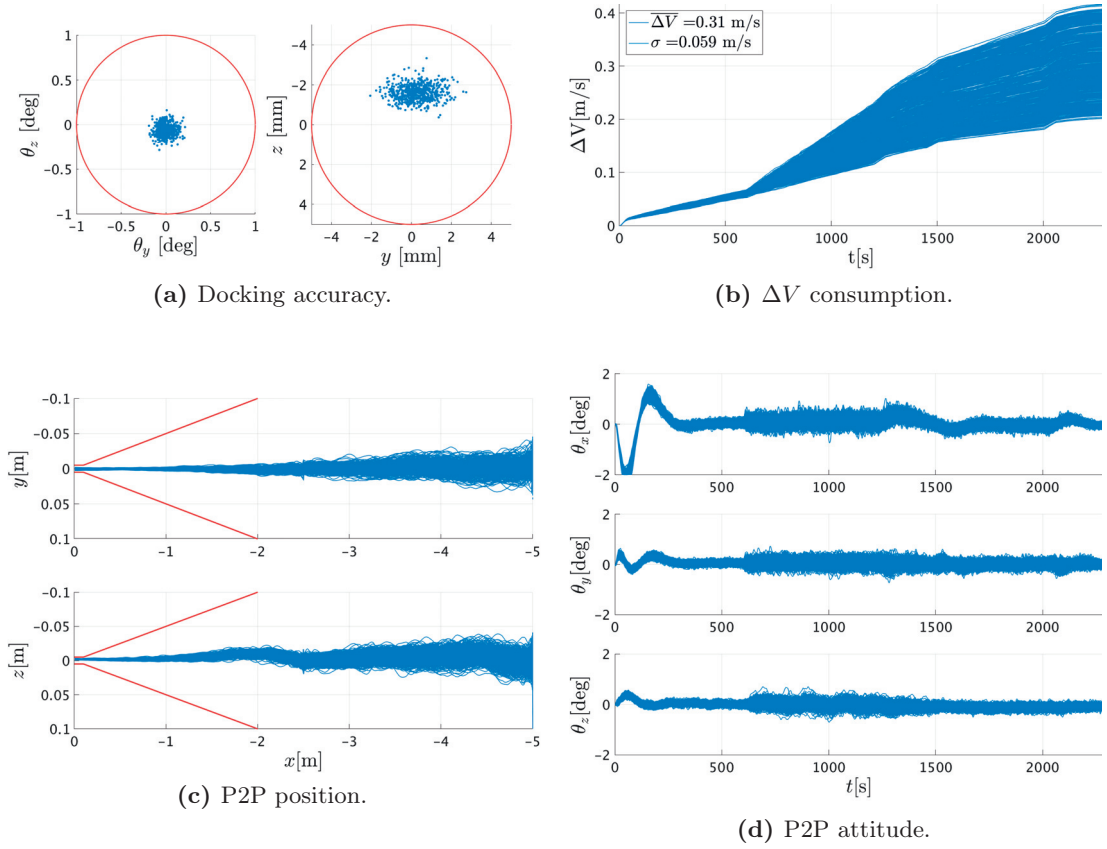 1
0.5
0
−0.5
−1
−1 −0.5 0 0.5 1
θz [deg]
θy [deg]
−4
−2
0
2
4
−4 −2 0 2 4
z [mm]
y [mm]
(a) Docking accuracy.
ΔV =0.31 m/s
σ =0.059 m/s
0.4
0.3
0.2
0.1
0
0 500 1000 1500 2000
ΔV[m/s]
t[s]
(b) ΔV consumption.
−0.1
−0.05
0
0.05
0.1
0 −1 −2 −3 −4 −5
y[m]
−0.1
−0.05
0
0.05
0.1
0 −1 −2 −3 −4 −5
z[m]
x[m]
(c) P2P position.
2
0
−2
0 500 1000 1500 2000
θx[deg]
2
0
−2
0 500 1000 1500 2000
θy[deg]
2
0
−2
0 500 1000 1500 2000
θz[deg]
t[s]
(d) P2P attitude.